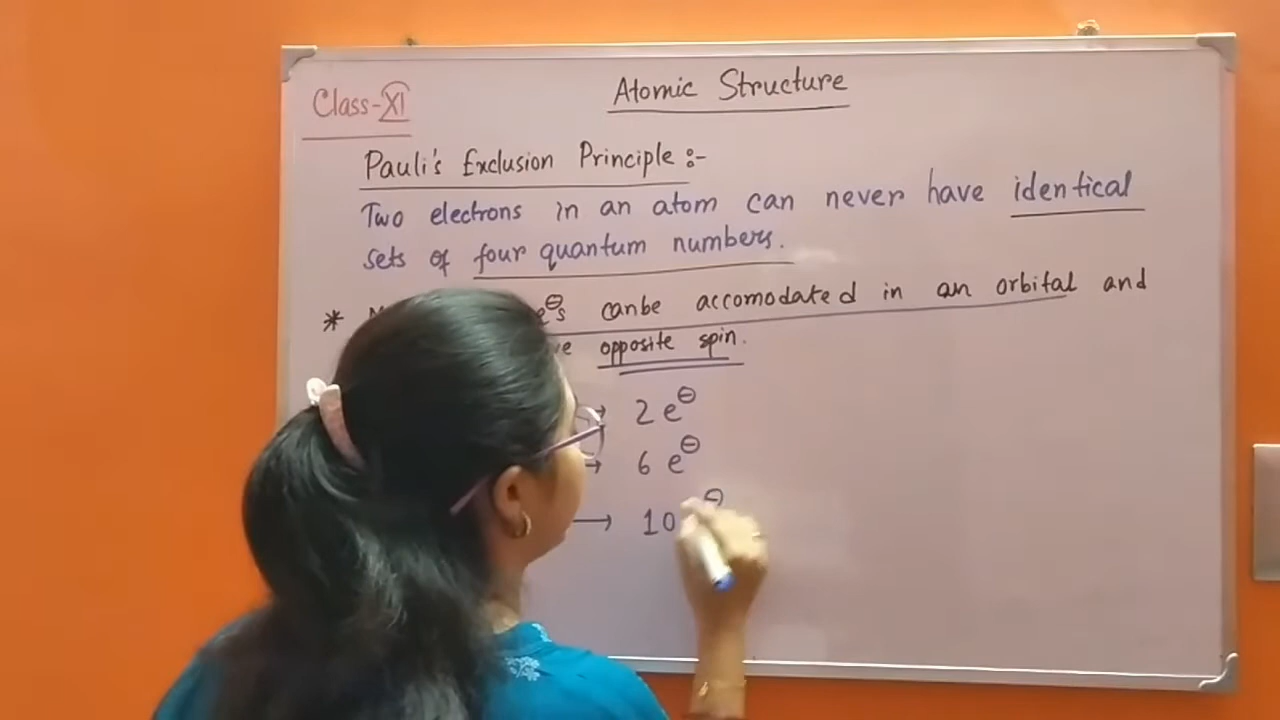 Atomic Structure
Class-XI
Pauli's Exclusion Principle :-
Two electrons in an atom can never have identical
sets of four quantum numbers.
* e⊖s canbe accomodated in an orbital and
opposite spin.
→ 2 e⊖
→ 6 e⊖
→ 10 ⊖